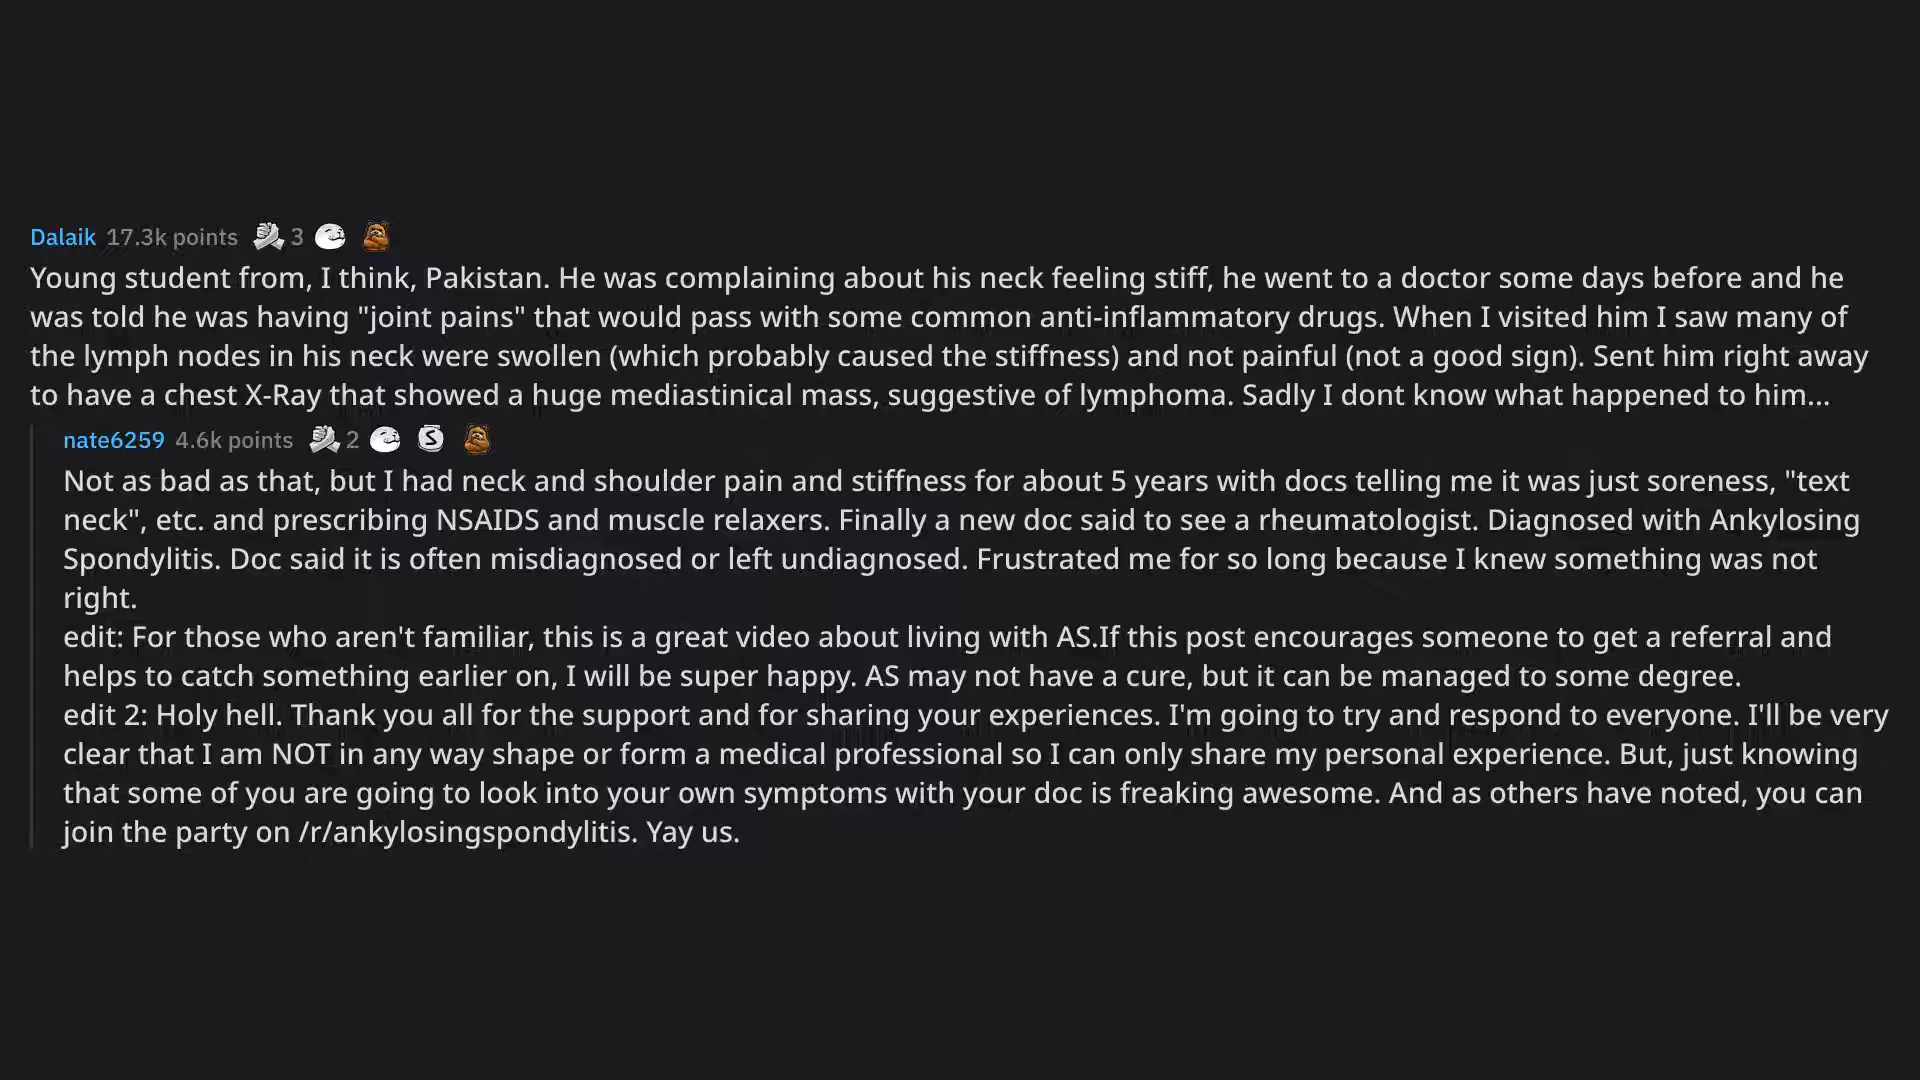 Dalaik 17.3k points 3
Young student from, I think, Pakistan. He was complaining about his neck feeling stiff, he went to a doctor some days before and he
was told he was having "joint pains" that would pass with some common anti-inflammatory drugs. When I visited him I saw many of
the lymph nodes in his neck were swollen (which probably caused the stiffness) and not painful (not a good sign). Sent him right away
to have a chest X-Ray that showed a huge mediastinical mass, suggestive of lymphoma. Sadly I dont know what happened to him...
nate6259 4.6k points 2 S
Not as bad as that, but I had neck and shoulder pain and stiffness for about 5 years with docs telling me it was just soreness, "text
neck", etc. and prescribing NSAIDS and muscle relaxers. Finally a new doc said to see a rheumatologist. Diagnosed with Ankylosing
Spondylitis. Doc said it is often misdiagnosed or left undiagnosed. Frustrated me for so long because I knew something was not
right.
edit: For those who aren't familiar, this is a great video about living with AS.If this post encourages someone to get a referral and
helps to catch something earlier on, I will be super happy. AS may not have a cure, but it can be managed to some degree.
edit 2: Holy hell. Thank you all for the support and for sharing your experiences. I'm going to try and respond to everyone. I'll be very
clear that I am NOT in any way shape or form a medical professional so I can only share my personal experience. But, just knowing
that some of you are going to look into your own symptoms with your doc is freaking awesome. And as others have noted, you can
join the party on /r/ankylosingspondylitis. Yay us.